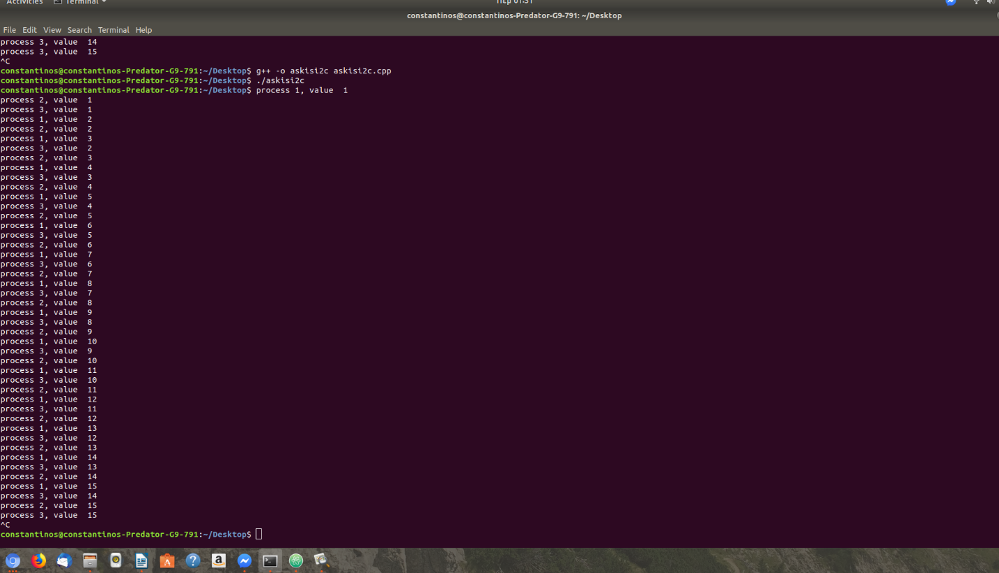 Activities Terminal
Πεμ 01:31
constantinos@constantinos-Predator-G9-791: ~/Desktop
File Edit View Search Terminal Help
process 3, value  14
process 3, value  15
^C
constantinos@constantinos-Predator-G9-791:~/Desktop$ g++ -o askisi2c askisi2c.cpp
constantinos@constantinos-Predator-G9-791:~/Desktop$ ./askisi2c
constantinos@constantinos-Predator-G9-791:~/Desktop$ process 1, value  1
process 2, value  1
process 3, value  1
process 1, value  2
process 2, value  2
process 1, value  3
process 3, value  2
process 2, value  3
process 1, value  4
process 3, value  3
process 2, value  4
process 1, value  5
process 3, value  4
process 2, value  5
process 1, value  6
process 3, value  5
process 2, value  6
process 1, value  7
process 3, value  6
process 2, value  7
process 1, value  8
process 3, value  7
process 2, value  8
process 1, value  9
process 3, value  8
process 2, value  9
process 1, value  10
process 3, value  9
process 2, value  10
process 1, value  11
process 3, value  10
process 2, value  11
process 1, value  12
process 3, value  11
process 2, value  12
process 1, value  13
process 3, value  12
process 2, value  13
process 1, value  14
process 3, value  13
process 2, value  14
process 1, value  15
process 3, value  14
process 2, value  15
process 3, value  15
^C
constantinos@constantinos-Predator-G9-791:~/Desktop$